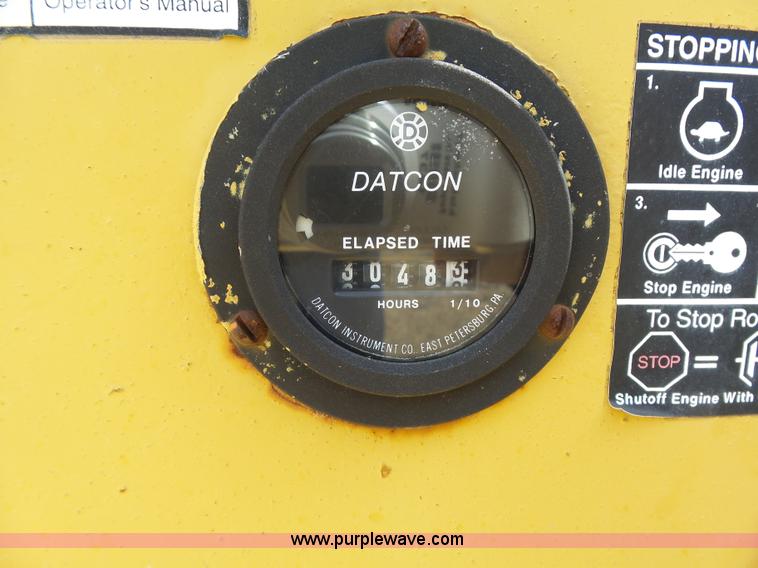 Operator's Manual
D
DATCON
ELAPSED TIME
3048
HOURS 1/10
DATCON INSTRUMENT CO. EAST PETERSBURG, PA
STOPPING
1.
Idle Engine
3.
Stop Engine
To Stop
STOP =
Shutoff Engine With
www.purplewave.com